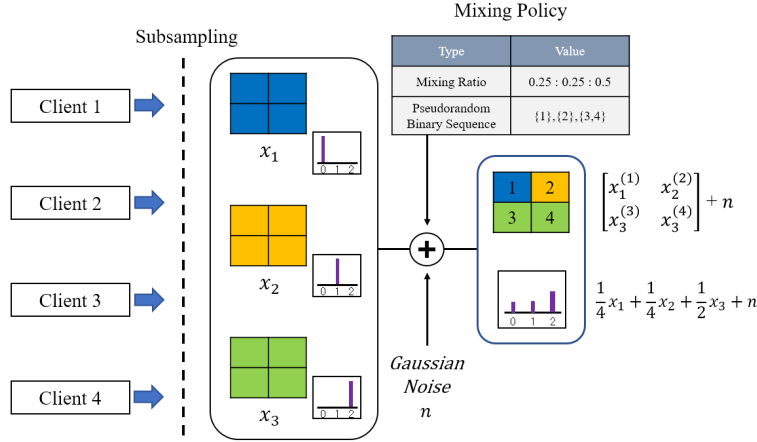 Mixing Policy
Subsampling
Type Value
Mixing Ratio 0.25 : 0.25 : 0.5
Pseudorandom
Binary Sequence {1},{2},{3,4}
Client 1
Client 2
Client 3
Client 4
x₁
0 1 2
x₂
0 1 2
x₃
0 1 2
+
Gaussian
Noise
n
1 2
3 4
[x₁⁽¹⁾ x₂⁽²⁾
x₃⁽³⁾ x₃⁽⁴⁾] + n
0 1 2
1/4 x₁ + 1/4 x₂ + 1/2 x₃ + n